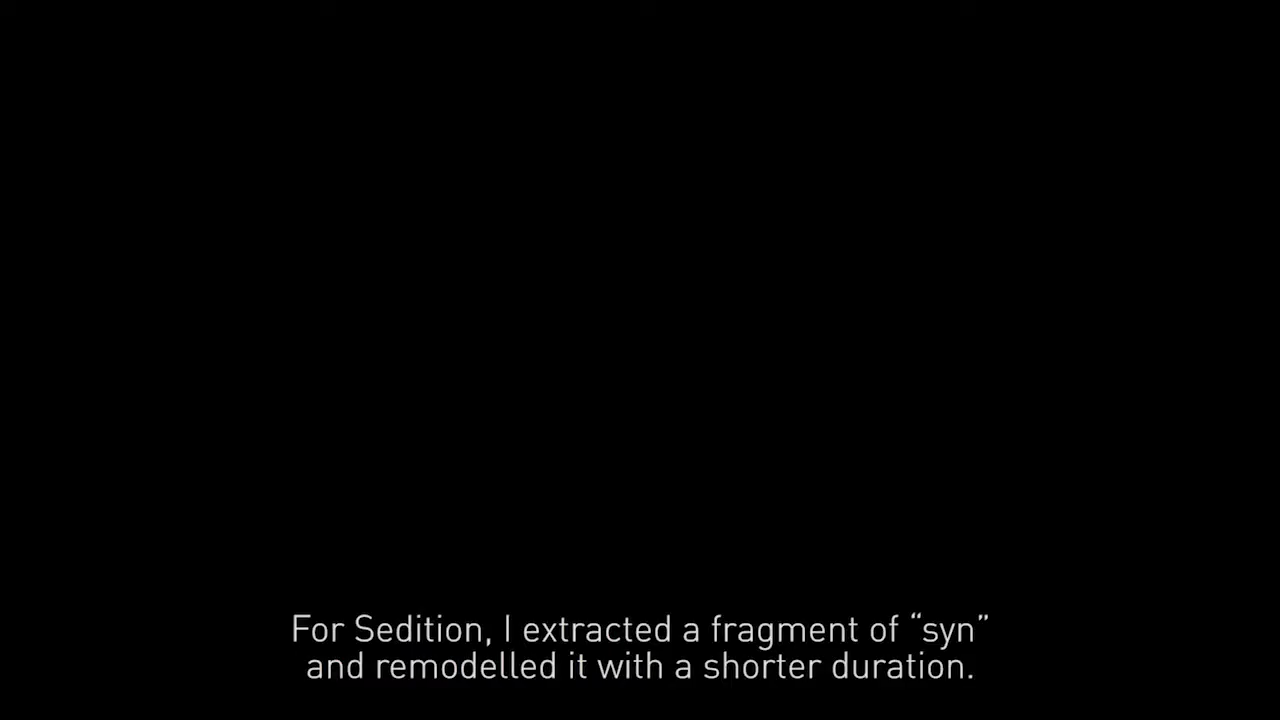 For Sedition, I extracted a fragment of “syn”
and remodelled it with a shorter duration.